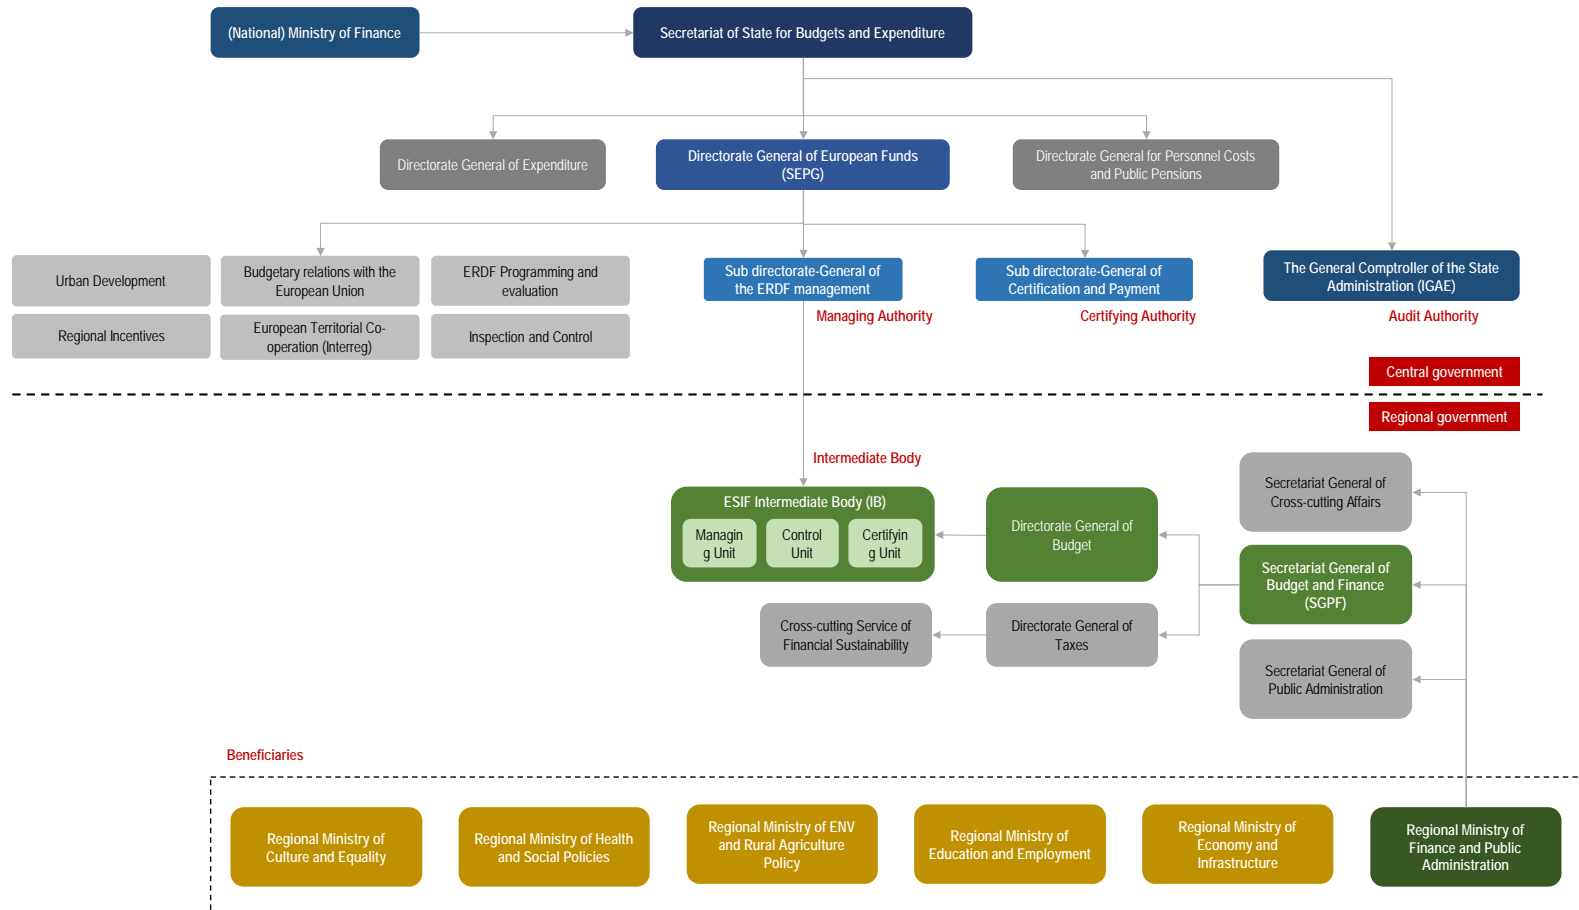 (National) Ministry of Finance
Secretariat of State for Budgets and Expenditure
Directorate General of Expenditure
Directorate General of European Funds
(SEPG)
Directorate General for Personnel Costs
and Public Pensions
Urban Development
Budgetary relations with the
European Union
ERDF Programming and
evaluation
Sub directorate-General of
the ERDF management
Sub directorate-General of
Certification and Payment
The General Comptroller of the State
Administration (IGAE)
Regional Incentives
European Territorial Co-
operation (Interreg)
Inspection and Control
Managing Authority
Certifying Authority
Audit Authority
Central government
Regional government
Intermediate Body
ESIF Intermediate Body (IB)
Managin
g Unit
Control
Unit
Certifyin
g Unit
Directorate General of
Budget
Secretariat General of
Cross-cutting Affairs
Secretariat General of
Budget and Finance
(SGPF)
Cross-cutting Service of
Financial Sustainability
Directorate General of
Taxes
Secretariat General of
Public Administration
Beneficiaries
Regional Ministry of
Culture and Equality
Regional Ministry of Health
and Social Policies
Regional Ministry of ENV
and Rural Agriculture
Policy
Regional Ministry of
Education and Employment
Regional Ministry of
Economy and
Infrastructure
Regional Ministry of
Finance and Public
Administration